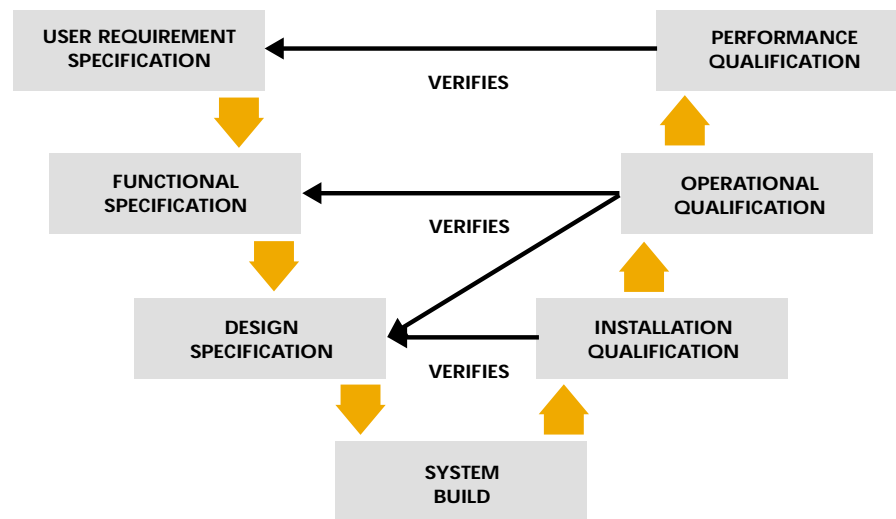 USER REQUIREMENT
SPECIFICATION
PERFORMANCE
QUALIFICATION
VERIFIES
FUNCTIONAL
SPECIFICATION
OPERATIONAL
QUALIFICATION
VERIFIES
DESIGN
SPECIFICATION
INSTALLATION
QUALIFICATION
VERIFIES
SYSTEM
BUILD